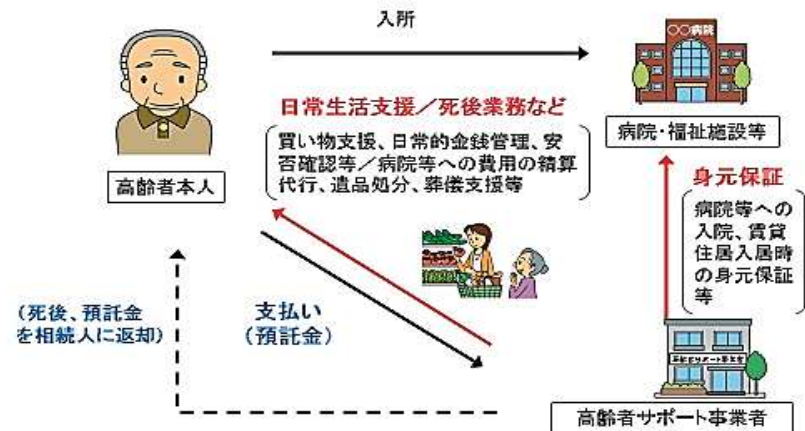 入所
〇〇病院
病院・福祉施設等
高齢者本人
日常生活支援／死後業務など
買い物支援、日常的金銭管理、安
否確認等／病院等への費用の精算
代行、遺品処分、葬儀支援等
身元保証
病院等への
入院、賃貸
住居入居時
の身元保証
等
(死後、預託金
を相続人に返却)
支払い
(預託金)
高齢者サポート事業者